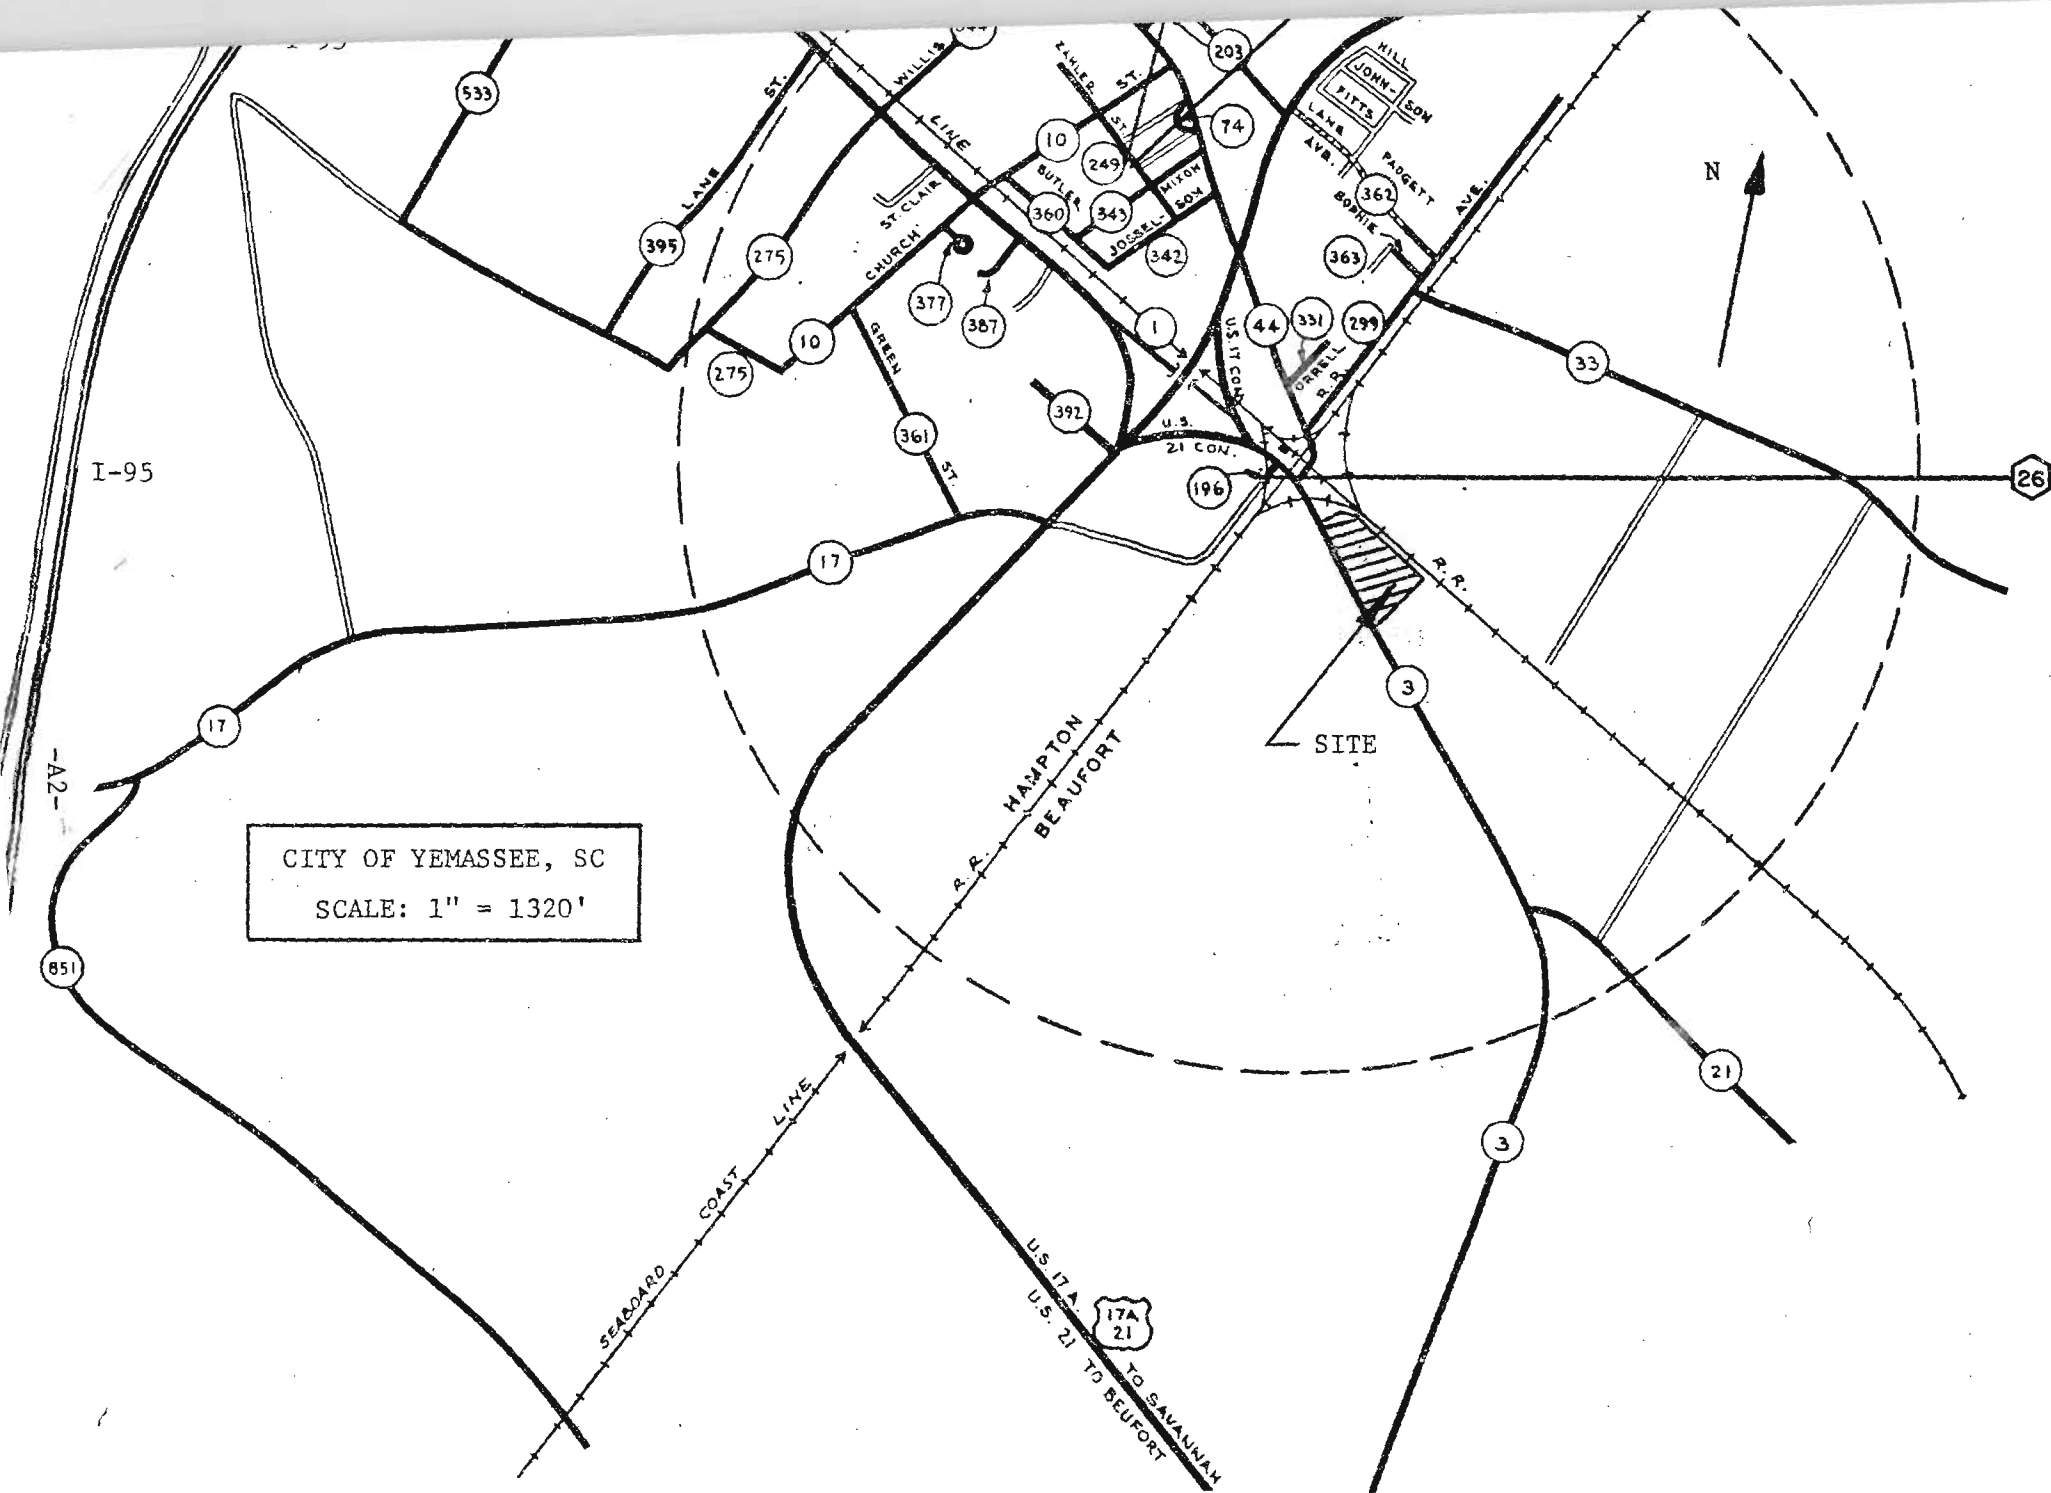 533
ST.
LANE
395
WILLIS
275
275
LINE
ST. CLAIR
CHURCH
10
10
377
387
GREEN
361
ST.
392
ZAHLER
ST.
ST.
249
BUTLER
360
343
MIXON
JOSSEL-
SON
342
203
74
HILL
JOHN-
SON
PITTS
LANE
AVE.
PADGETT
362
363
AVE.
N
1
U.S. 17 CON.
44
331
299
ORRELL
R.R.
33
U.S.
21 CON.
196
26
I-95
17
17
R.R.
3
SITE
HAMPTON
BEAUFORT
R.R.
-A2-
CITY OF YEMASSEE, SC
SCALE: 1" = 1320'
851
21
3
SEABOARD COAST LINE
U.S. 17 A.
U.S. 21
17A
21
TO SAVANNAH
TO BEUFORT